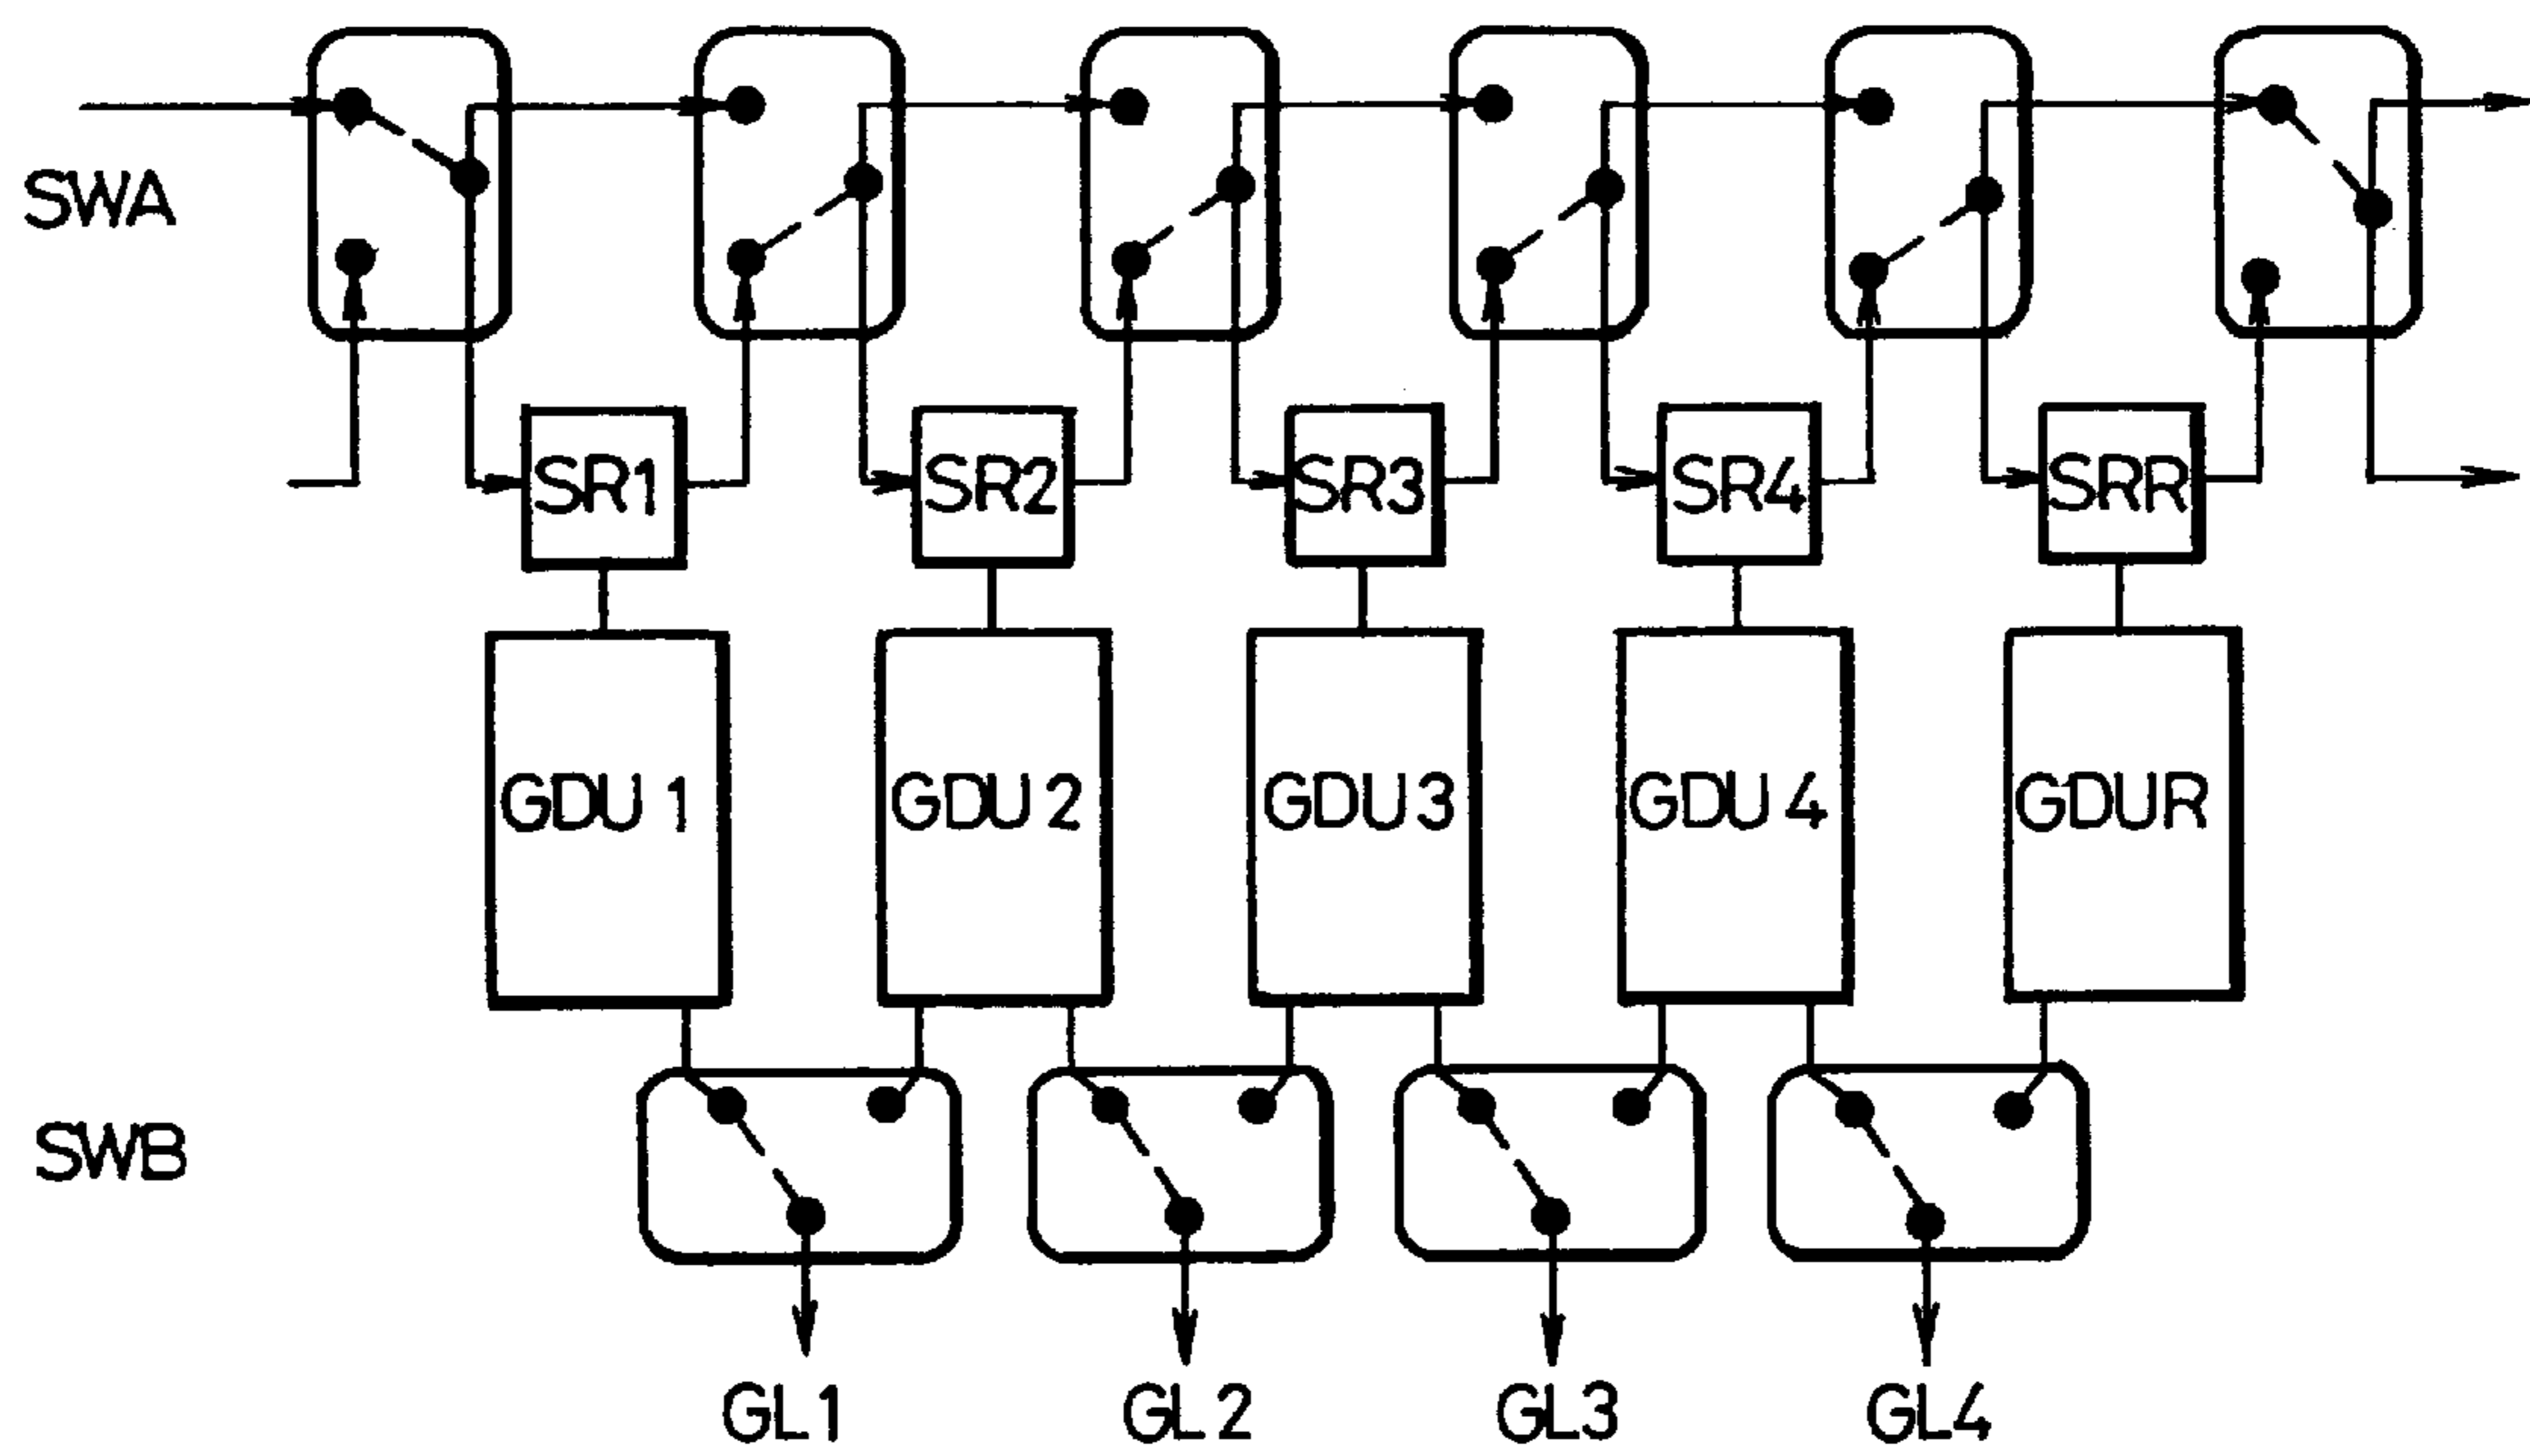 SWA
SR1 SR2 SR3 SR4 SRR
GDU 1 GDU 2 GDU 3 GDU 4 GDUR
SWB
GL1 GL2 GL3 GL4